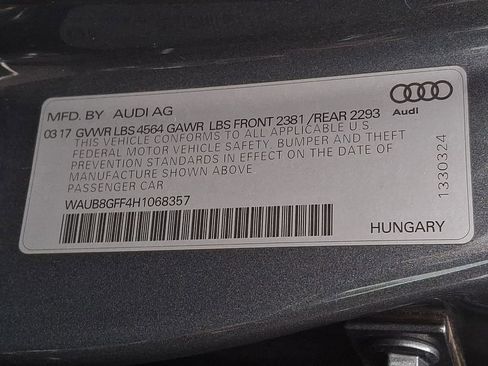 MFD. BY AUDI AG
Audi
03 17 GVWR LBS 4564 GAWR LBS FRONT 2381 /REAR 2293
THIS VEHICLE CONFORMS TO ALL APPLICABLE U S
FEDERAL MOTOR VEHICLE SAFETY, BUMPER AND THEFT
PREVENTION STANDARDS IN EFFECT ON THE DATE OF
MANUFACTURE SHOWN ABOVE.
PASSENGER CAR
WAUB8GFF4H1068357
1330324
HUNGARY